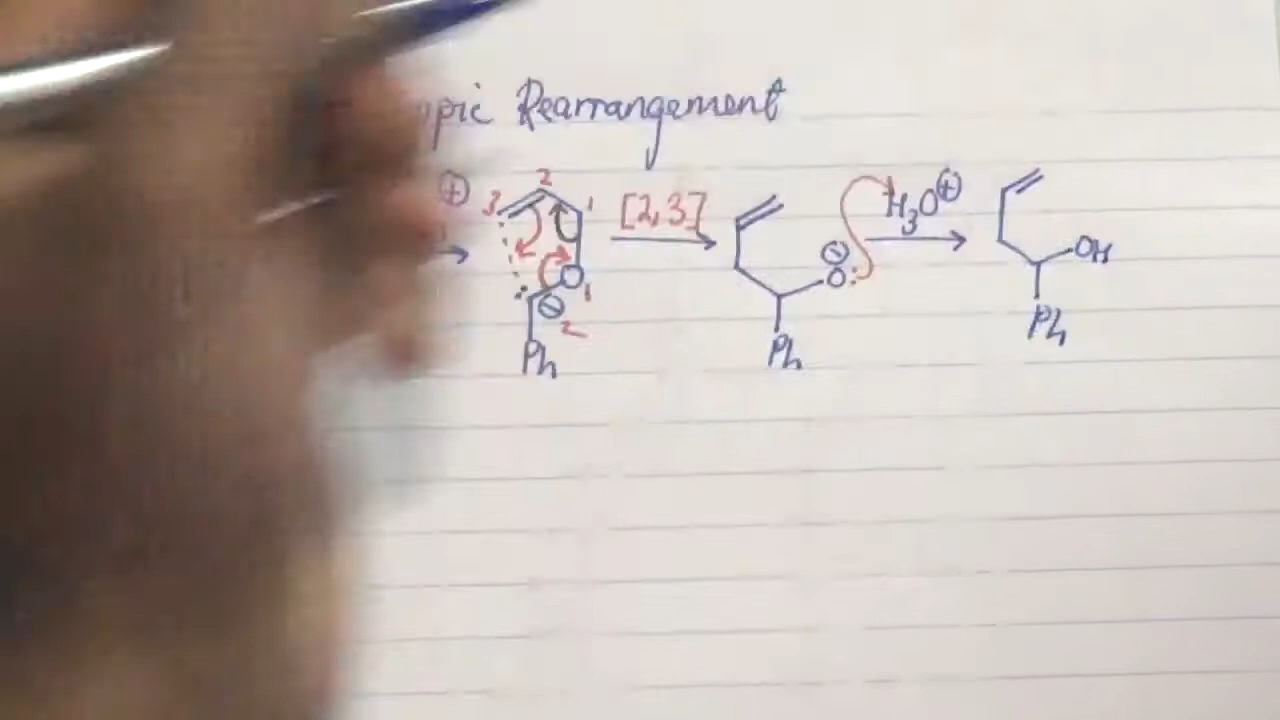 Rearrangement
⊕ 3 2 1 [2,3] H₃O⊕
O 1 ⊖ O: OH
⊖ 2
Ph Ph Ph